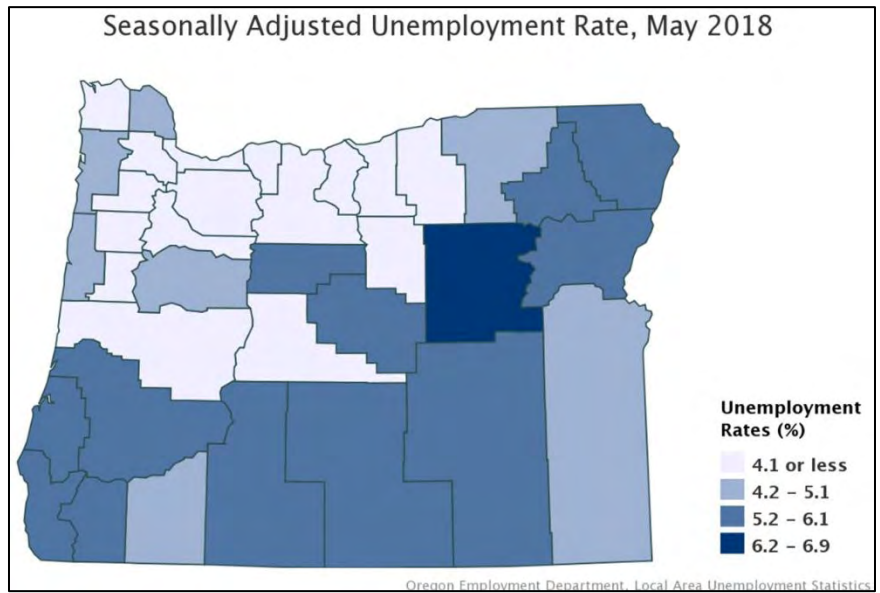 Seasonally Adjusted Unemployment Rate, May 2018
Unemployment
Rates (%)
4.1 or less
4.2 – 5.1
5.2 – 6.1
6.2 – 6.9
Oregon Employment Department, Local Area Unemployment Statistics